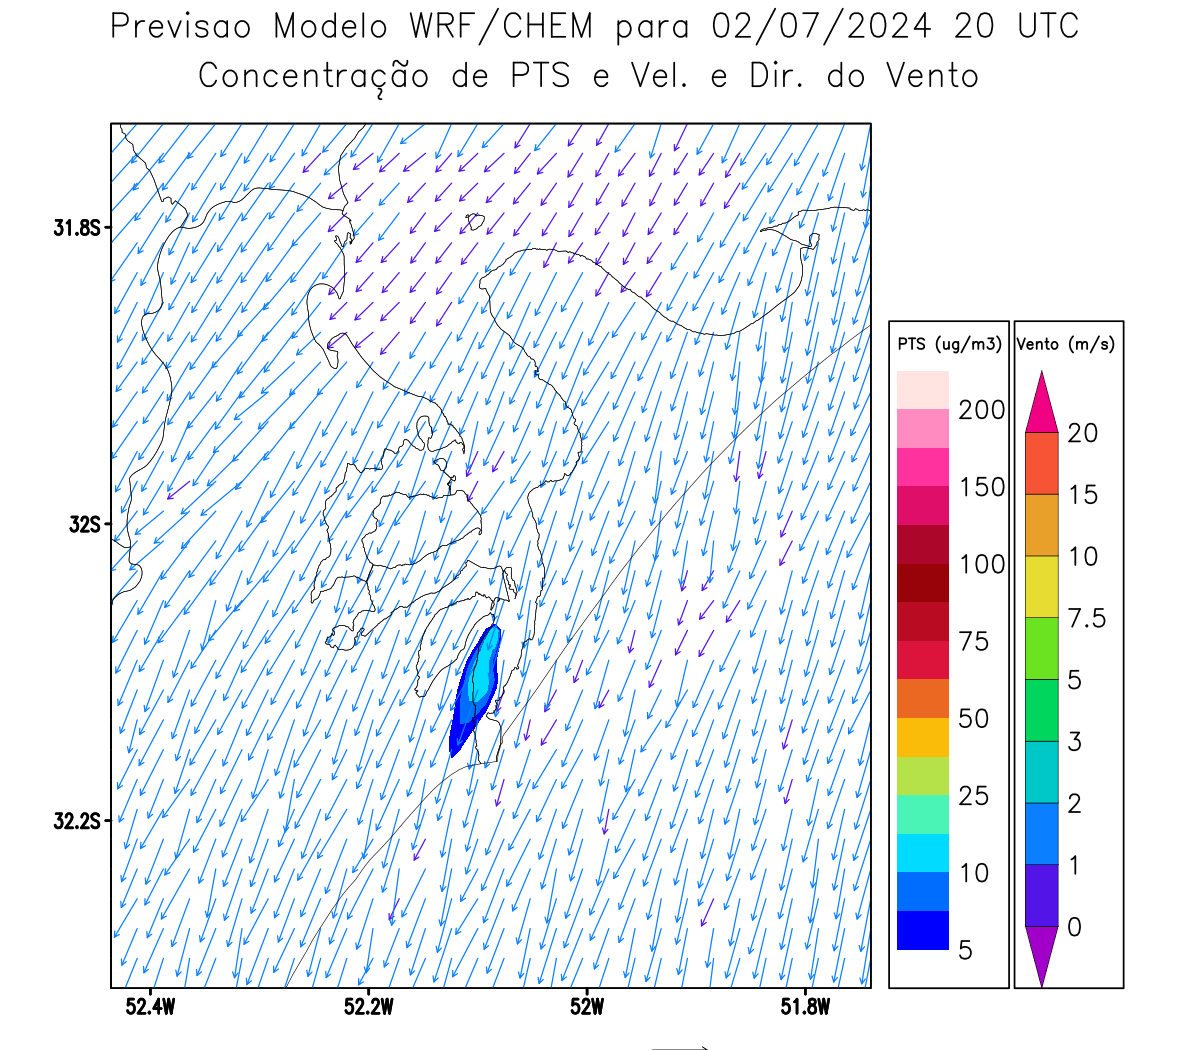 Previsao Modelo WRF/CHEM para 02/07/2024 20 UTC
Concentração de PTS e Vel. e Dir. do Vento
31.8S
32S
32.2S
52.4W
52.2W
52W
51.8W
PTS (ug/m3)
200
150
100
75
50
25
10
5
Vento (m/s)
20
15
10
7.5
5
3
2
1
0